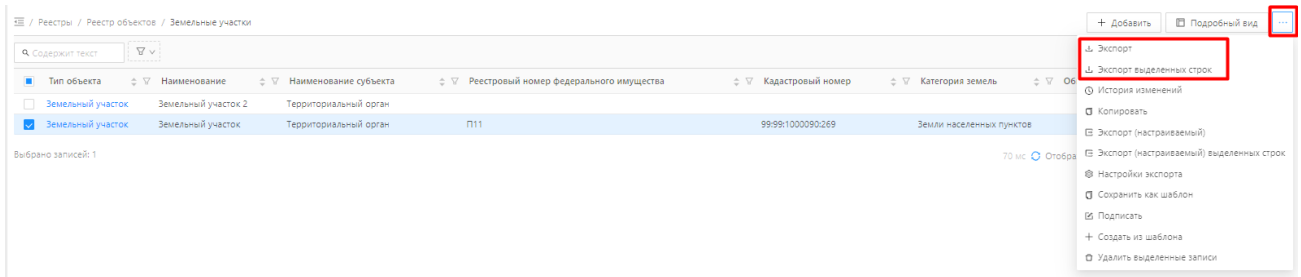 / Реестры / Реестр объектов / Земельные участки
+ Добавить
Подробный вид
...
Содержит текст
Тип объекта Наименование Наименование субъекта Реестровый номер федерального имущества Кадастровый номер Категория земель Об
Земельный участок Земельный участок 2 Территориальный орган
Земельный участок Земельный участок Территориальный орган П11 99:99:1000090:269 Земли населенных пунктов
Выбрано записей: 1
70 мс Отобра
Экспорт
Экспорт выделенных строк
История изменений
Копировать
Экспорт (настраиваемый)
Экспорт (настраиваемый) выделенных строк
Настройки экспорта
Сохранить как шаблон
Подписать
Создать из шаблона
Удалить выделенные записи